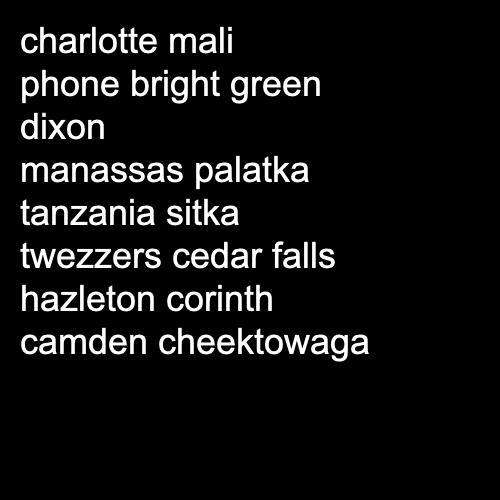 charlotte mali
phone bright green
dixon
manassas palatka
tanzania sitka
twezzers cedar falls
hazleton corinth
camden cheektowaga